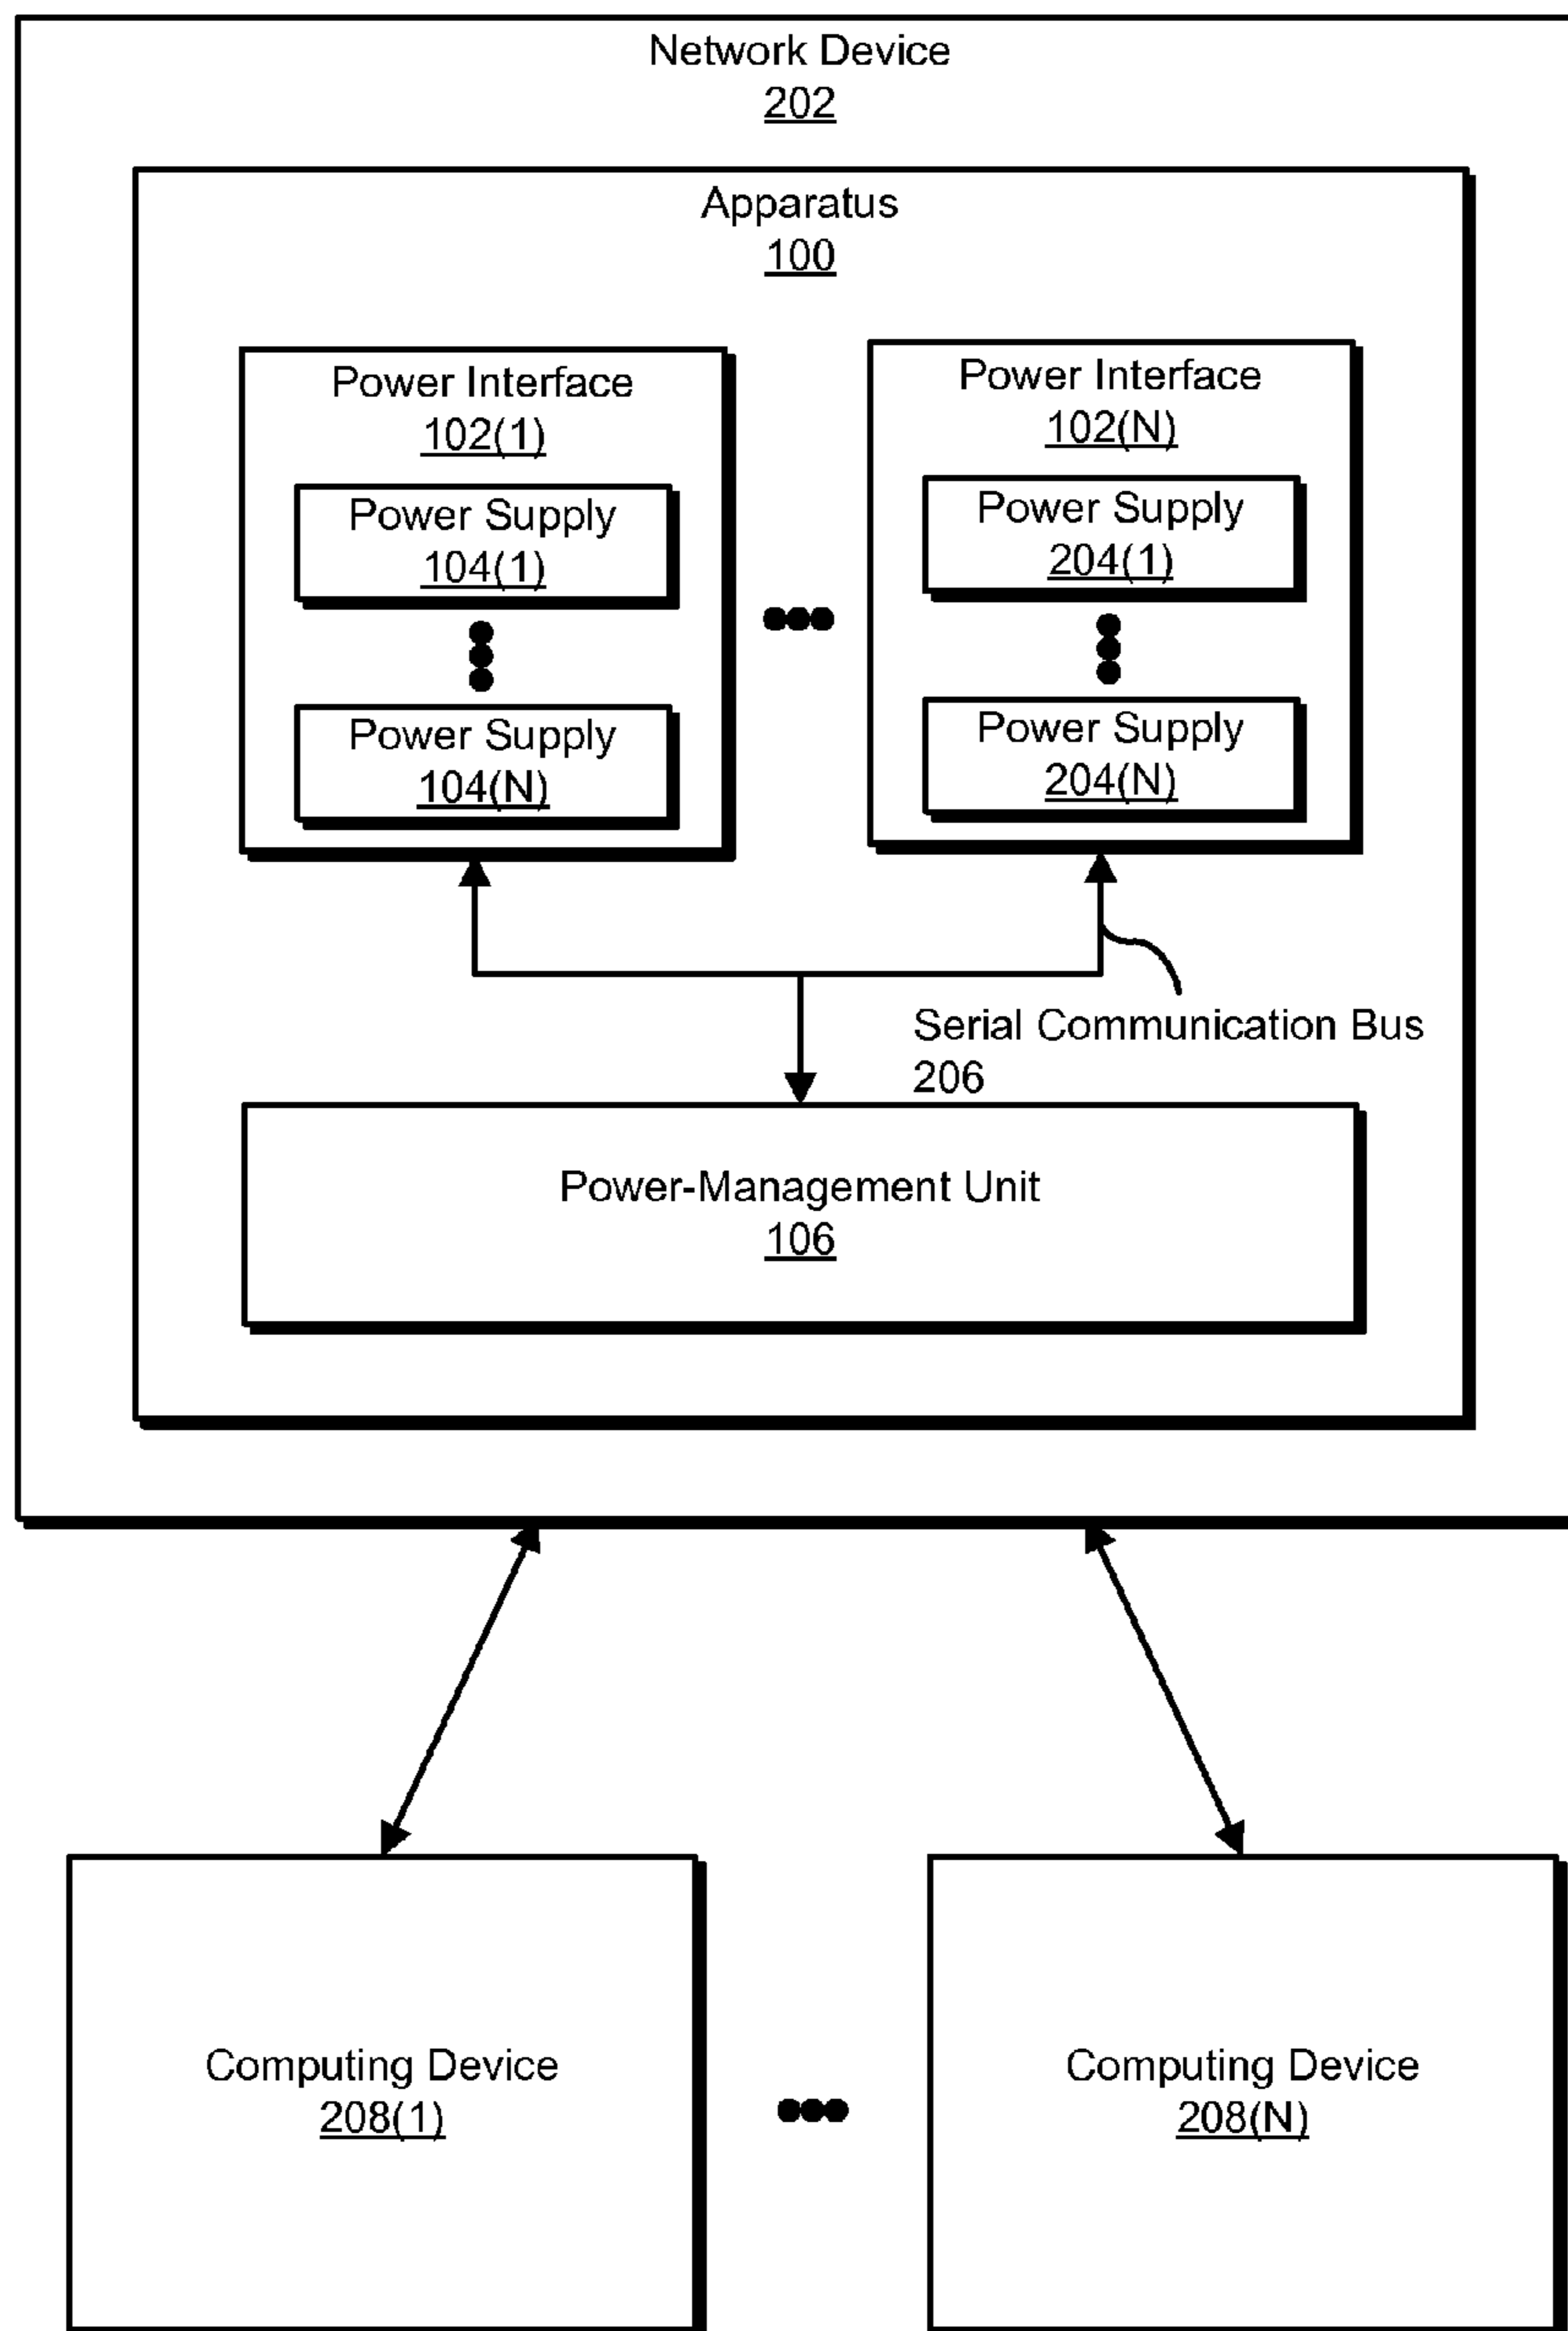 Network Device
202
Apparatus
100
Power Interface
102(1)
Power Supply
104(1)
Power Supply
104(N)
Power Interface
102(N)
Power Supply
204(1)
Power Supply
204(N)
Serial Communication Bus
206
Power-Management Unit
106
Computing Device
208(1)
Computing Device
208(N)